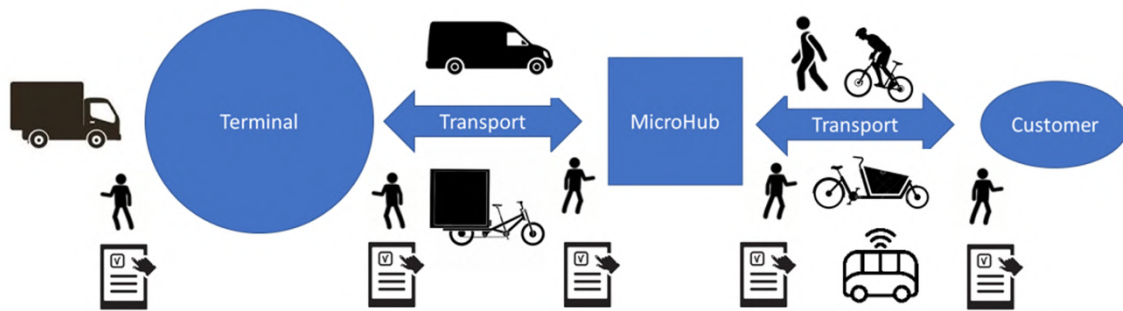 Terminal
Transport
MicroHub
Transport
Customer
V
V
V
V
V